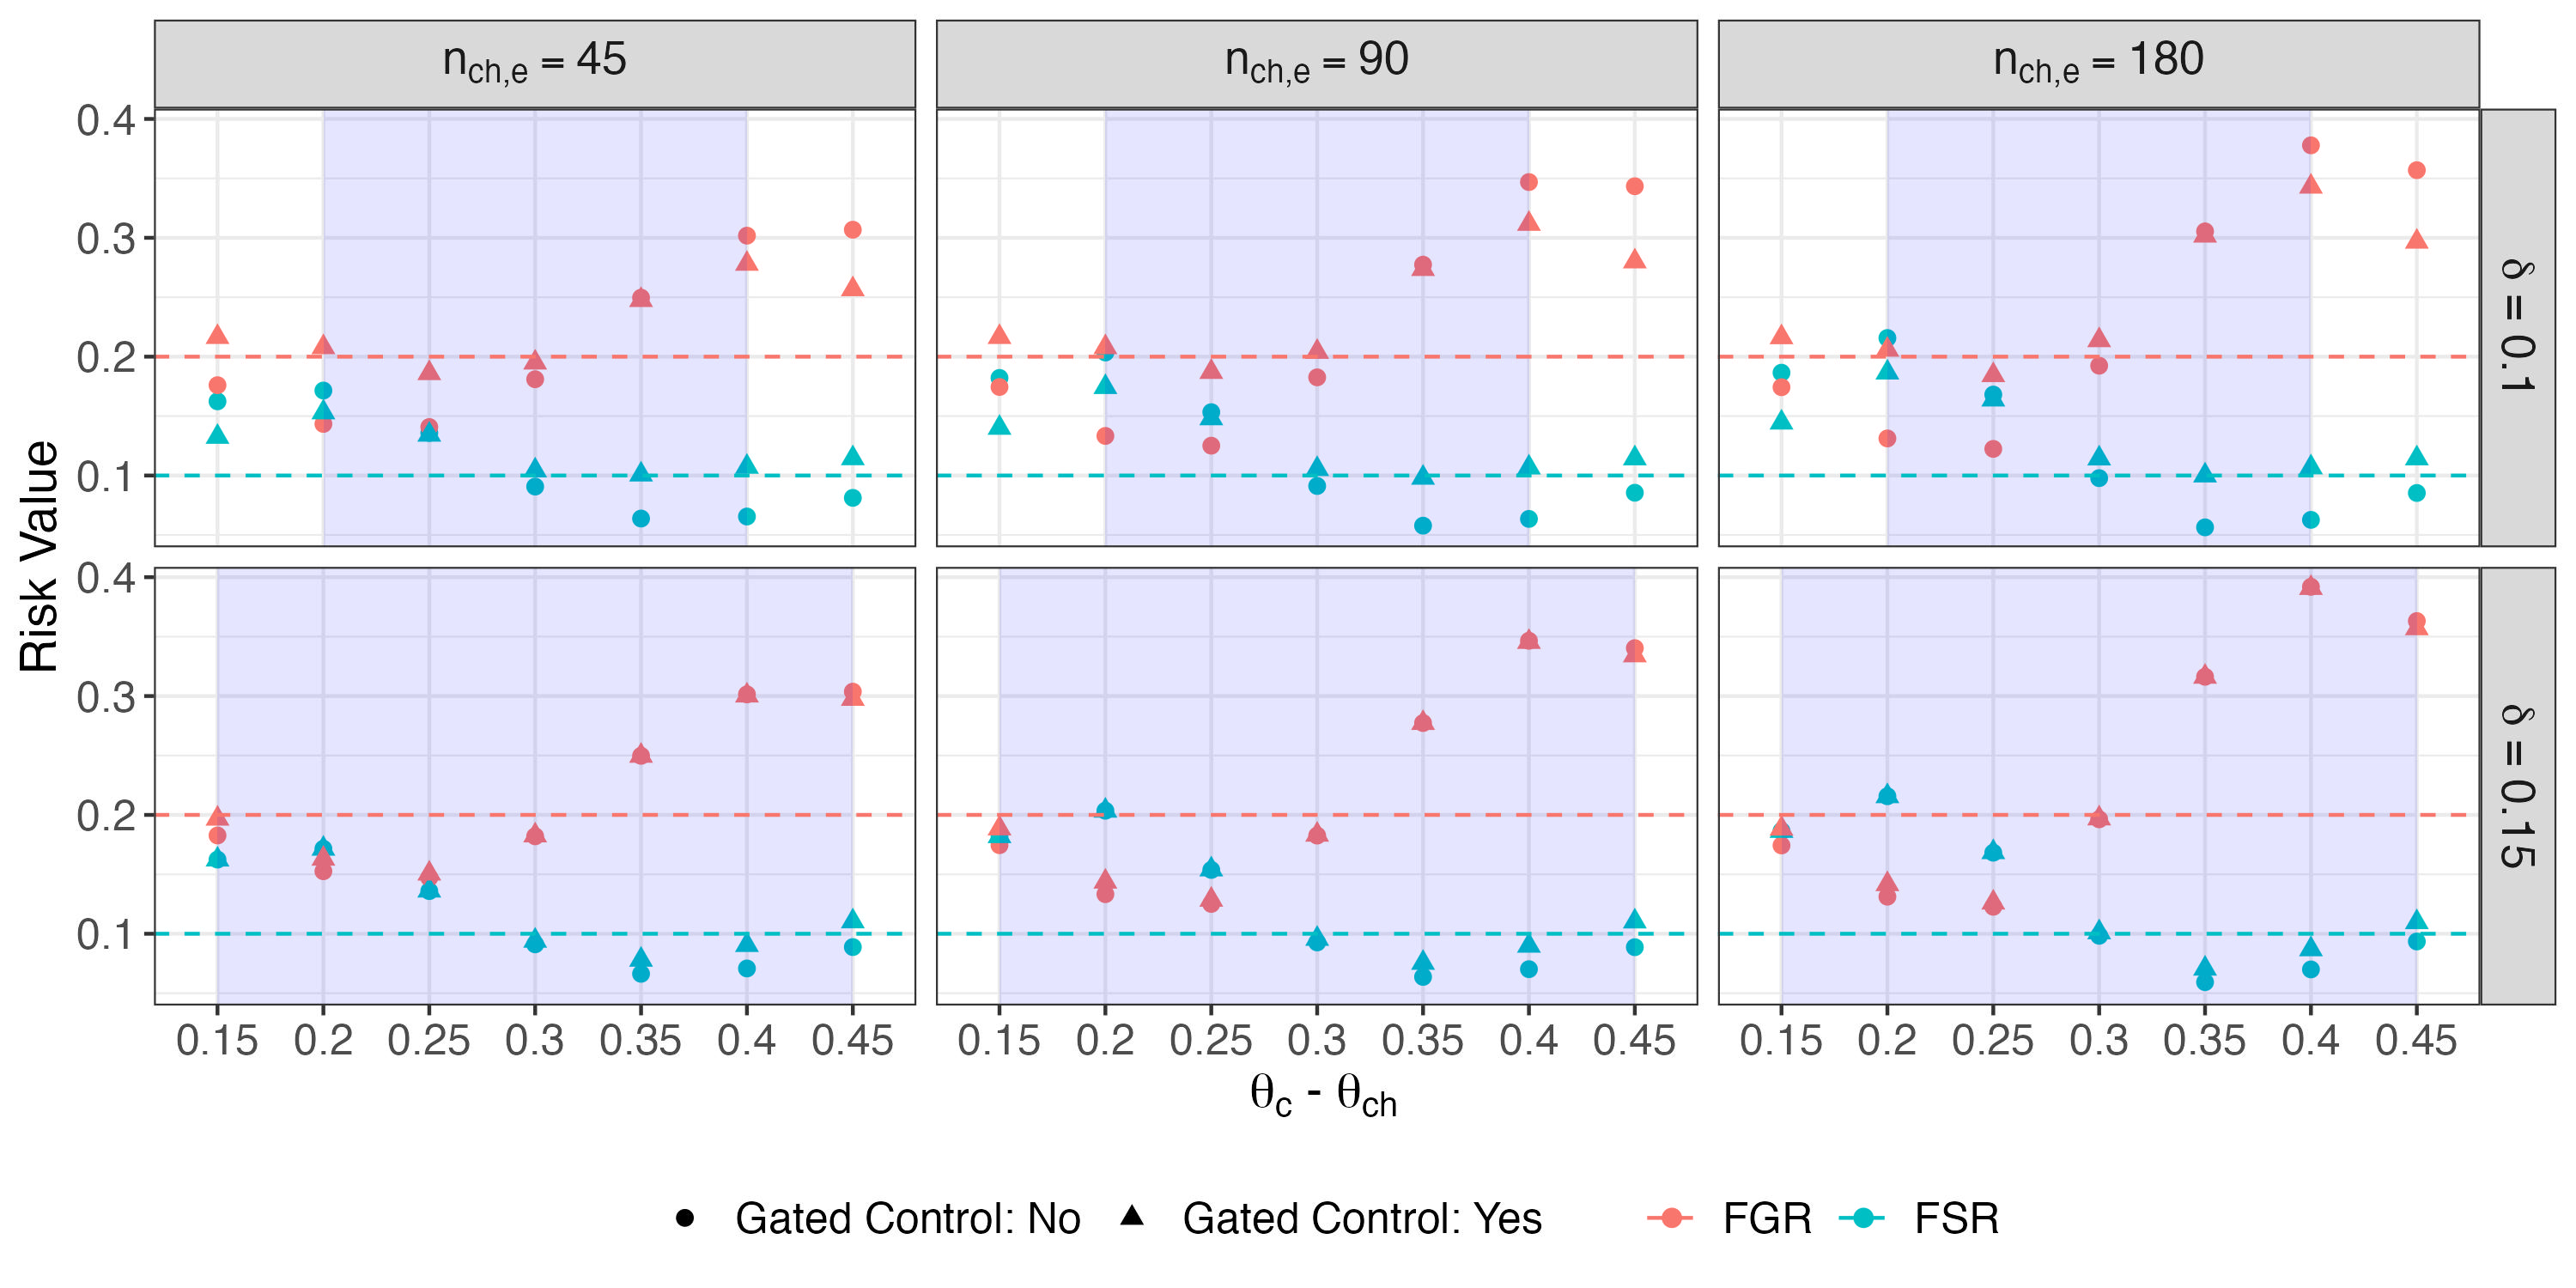 n_ch,e = 45
n_ch,e = 90
n_ch,e = 180
Risk Value
0.4
0.3
0.2
0.1
δ = 0.1
0.4
0.3
0.2
0.1
δ = 0.15
0.15 0.2 0.25 0.3 0.35 0.4 0.45
0.15 0.2 0.25 0.3 0.35 0.4 0.45
0.15 0.2 0.25 0.3 0.35 0.4 0.45
θ_c - θ_ch
Gated Control: No
Gated Control: Yes
FGR
FSR